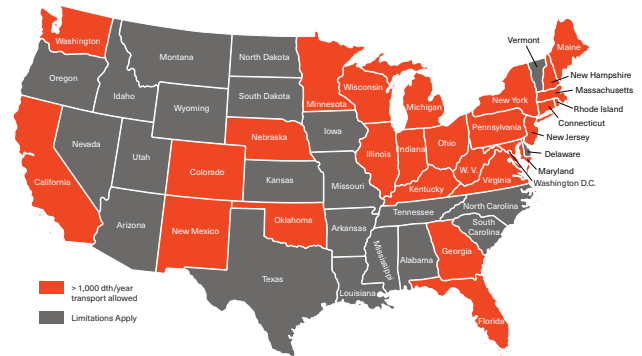 Washington
Oregon
California
Nevada
Idaho
Montana
Wyoming
Utah
Arizona
Colorado
New Mexico
North Dakota
South Dakota
Nebraska
Kansas
Oklahoma
Texas
Minnesota
Iowa
Missouri
Arkansas
Louisiana
Wisconsin
Illinois
Michigan
Indiana
Ohio
Kentucky
Tennessee
Mississippi
Alabama
Georgia
Florida
South
Carolina
North Carolina
Virginia
W. V.
Pennsylvania
New York
Vermont
Maine
New Hampshire
Massachusetts
Rhode Island
Connecticut
New Jersey
Delaware
Maryland
Washington D.C.
> 1,000 dth/year
transport allowed
Limitations Apply